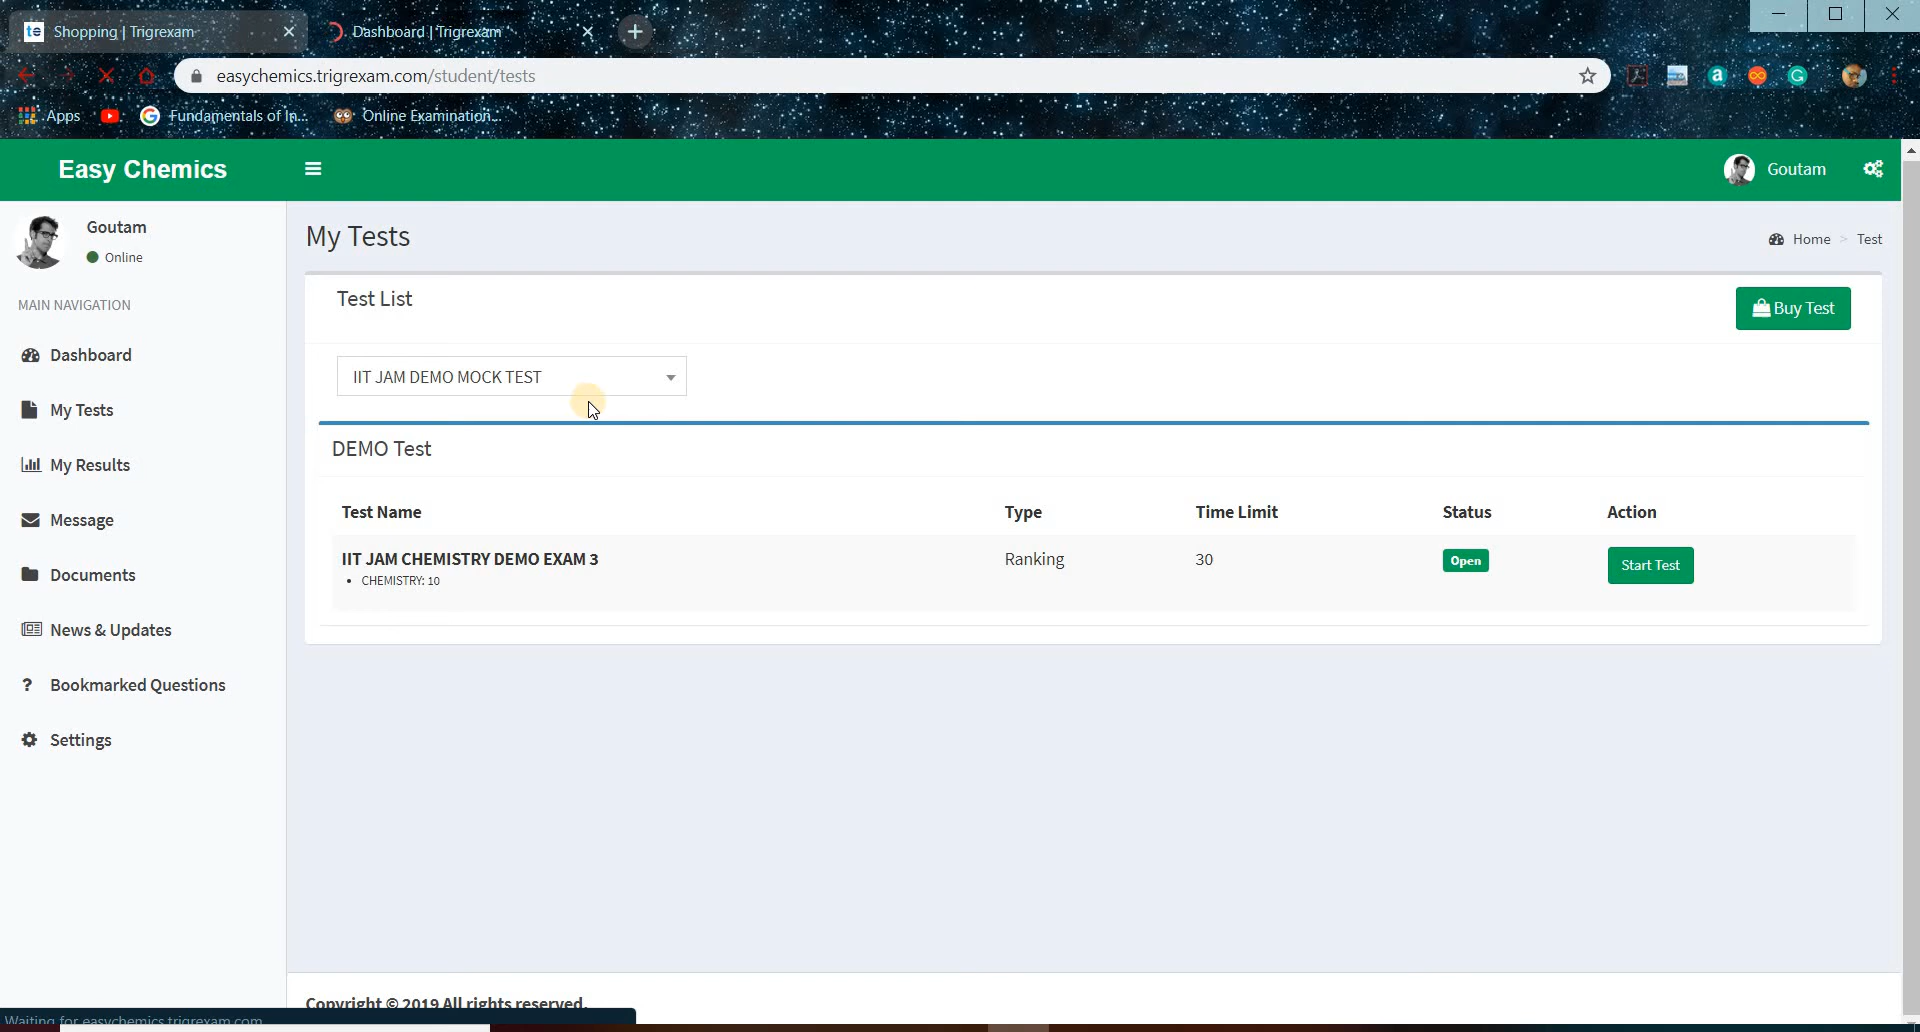 Shopping | Trigrexam
Dashboard | Trigrexam
easychemics.trigrexam.com/student/tests
Apps
Fundamentals of In...
Online Examination...
Easy Chemics
Goutam
Goutam
Online
My Tests
Home > Test
MAIN NAVIGATION
Test List
Buy Test
Dashboard
IIT JAM DEMO MOCK TEST
My Tests
DEMO Test
My Results
Test Name Type Time Limit Status Action
Message
IIT JAM CHEMISTRY DEMO EXAM 3 Ranking 30 Open Start Test
• CHEMISTRY: 10
Documents
News & Updates
Bookmarked Questions
Settings
Copyright © 2019 All rights reserved.
Waiting for easychemics.trigrexam.com